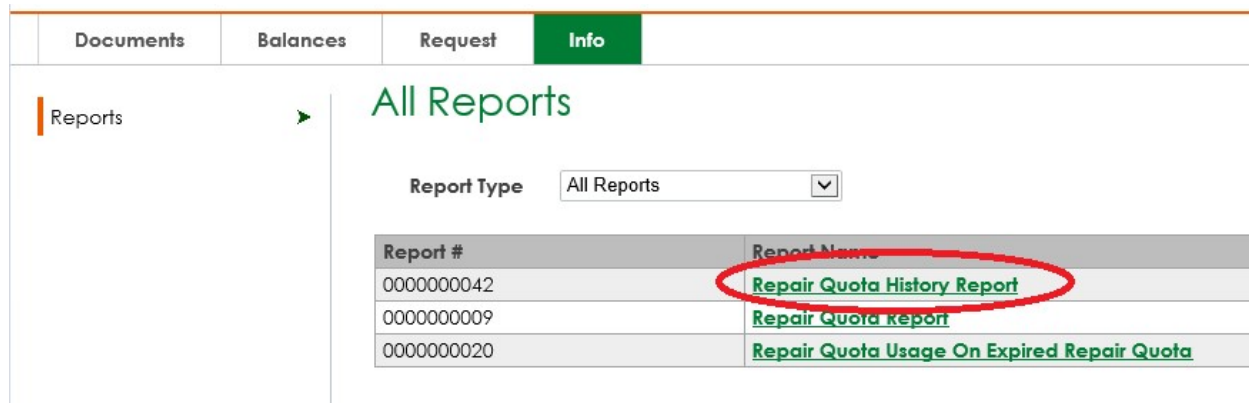 Documents Balances Request Info
Reports
All Reports
Report Type All Reports
Report # Report Name
0000000042 Repair Quota History Report
0000000009 Repair Quota Report
0000000020 Repair Quota Usage On Expired Repair Quota